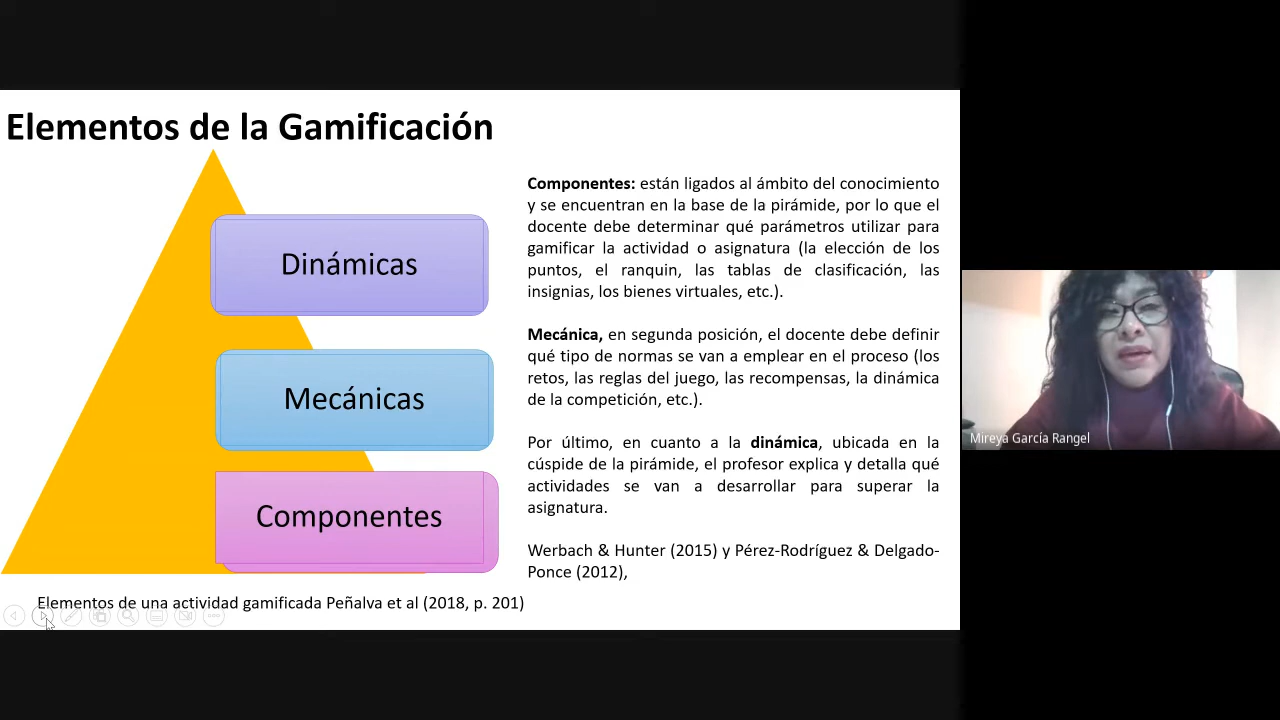 Elementos de la Gamificación
Dinámicas
Mecánicas
Componentes
Componentes: están ligados al ámbito del conocimiento
y se encuentran en la base de la pirámide, por lo que el
docente debe determinar qué parámetros utilizar para
gamificar la actividad o asignatura (la elección de los
puntos, el ranquin, las tablas de clasificación, las
insignias, los bienes virtuales, etc.).
Mecánica, en segunda posición, el docente debe definir
qué tipo de normas se van a emplear en el proceso (los
retos, las reglas del juego, las recompensas, la dinámica
de la competición, etc.).
Por último, en cuanto a la dinámica, ubicada en la
cúspide de la pirámide, el profesor explica y detalla qué
actividades se van a desarrollar para superar la
asignatura.
Werbach & Hunter (2015) y Pérez-Rodríguez & Delgado-
Ponce (2012),
Elementos de una actividad gamificada Peñalva et al (2018, p. 201)
Mireya García Rangel